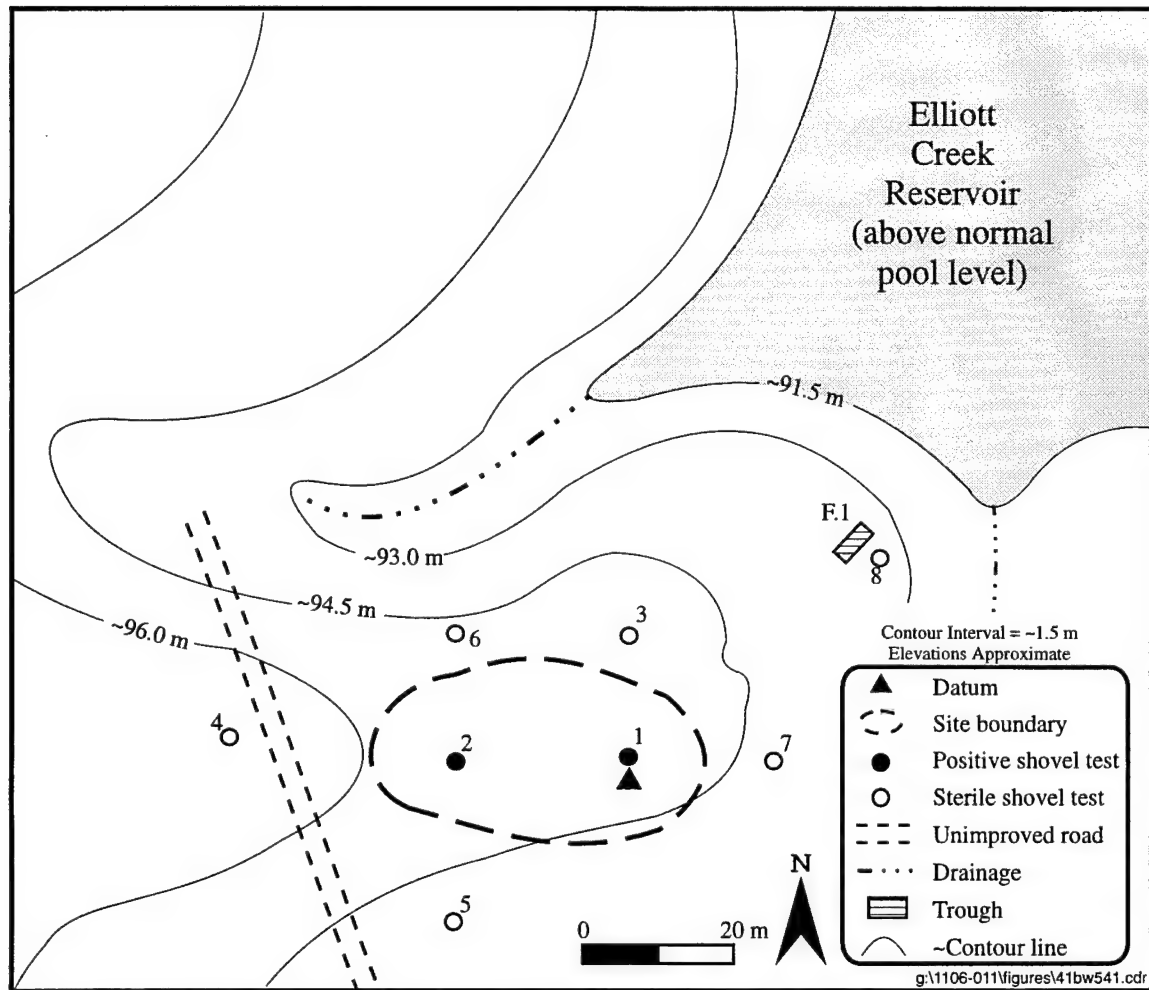 Elliott
Creek
Reservoir
(above normal
pool level)
~91.5 m
F.1
8
~93.0 m
~94.5 m
~96.0 m
6
3
4
2
1
7
5
Contour Interval = ~1.5 m
Elevations Approximate
Datum
Site boundary
Positive shovel test
Sterile shovel test
Unimproved road
Drainage
Trough
~Contour line
N
0 20 m
g:\1106-011\figures\41bw541.cdr